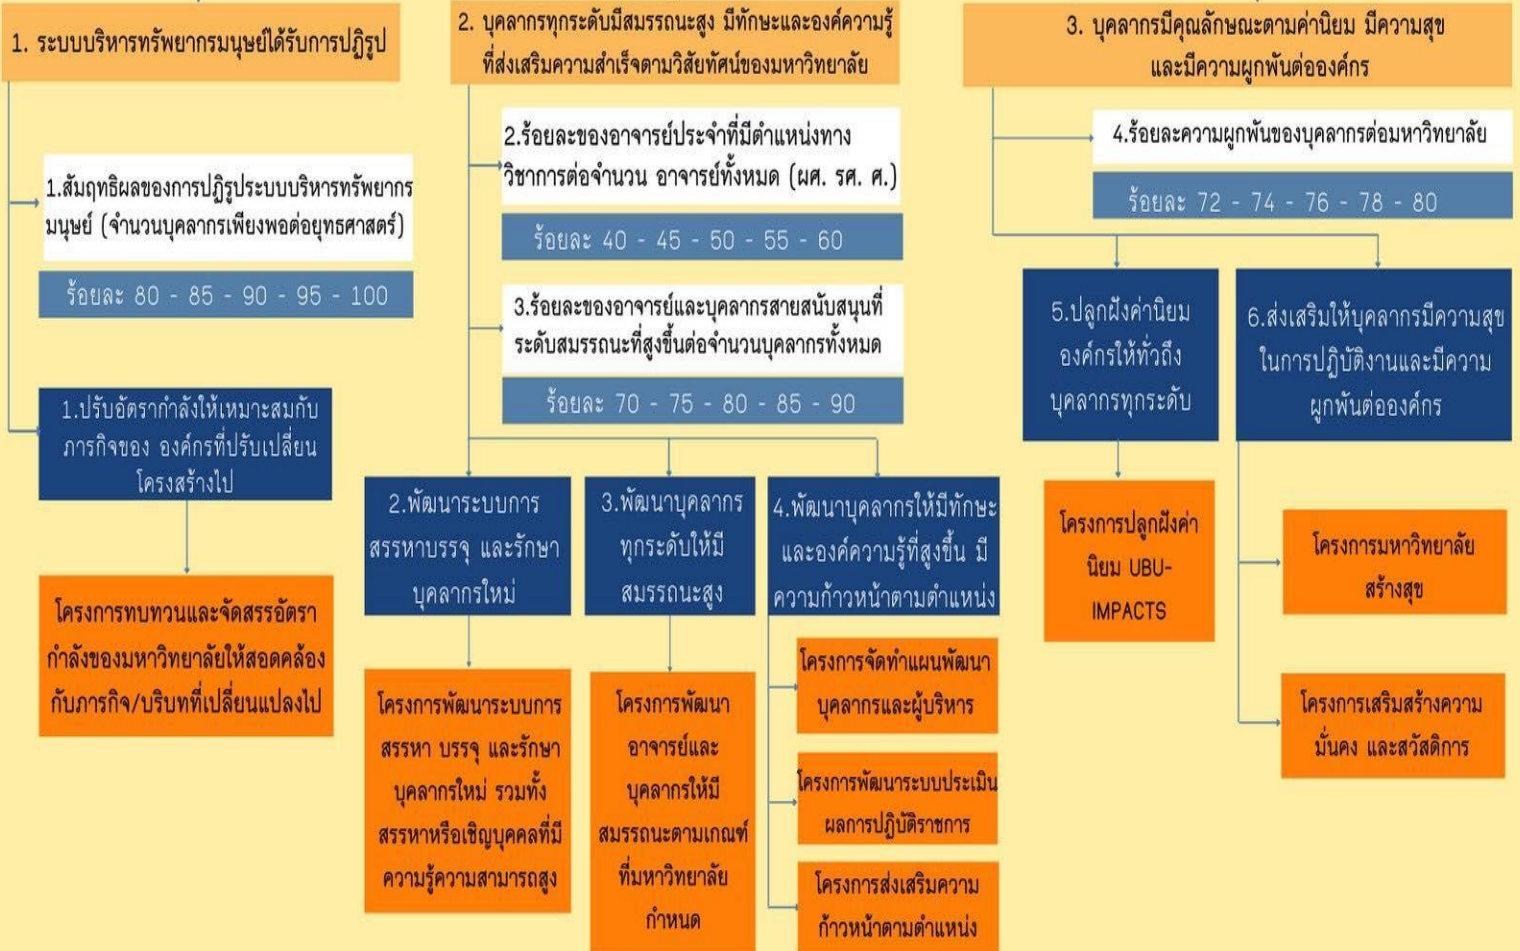 1. ระบบบริหารทรัพยากรมนุษย์ได้รับการปฏิรูป
1.สัมฤทธิผลของการปฏิรูประบบบริหารทรัพยากร
มนุษย์ (จำนวนบุคลากรเพียงพอต่อยุทธศาสตร์)
ร้อยละ 80 - 85 - 90 - 95 - 100
1.ปรับอัตรากำลังให้เหมาะสมกับ
ภารกิจของ องค์กรที่ปรับเปลี่ยน
โครงสร้างไป
โครงการทบทวนและจัดสรรอัตรา
กำลังของมหาวิทยาลัยให้สอดคล้อง
กับภารกิจ/บริบทที่เปลี่ยนแปลงไป
2. บุคลากรทุกระดับมีสมรรถนะสูง มีทักษะและองค์ความรู้
ที่ส่งเสริมความสำเร็จตามวิสัยทัศน์ของมหาวิทยาลัย
2.ร้อยละของอาจารย์ประจำที่มีตำแหน่งทาง
วิชาการต่อจำนวน อาจารย์ทั้งหมด (ผศ. รศ. ศ.)
ร้อยละ 40 - 45 - 50 - 55 - 60
3.ร้อยละของอาจารย์และบุคลากรสายสนับสนุนที่
ระดับสมรรถนะที่สูงขึ้นต่อจำนวนบุคลากรทั้งหมด
ร้อยละ 70 - 75 - 80 - 85 - 90
2.พัฒนาระบบการ
สรรหาบรรจุ และรักษา
บุคลากรใหม่
โครงการพัฒนาระบบการ
สรรหา บรรจุ และรักษา
บุคลากรใหม่ รวมทั้ง
สรรหาหรือเชิญบุคคลที่มี
ความรู้ความสามารถสูง
3.พัฒนาบุคลากร
ทุกระดับให้มี
สมรรถนะสูง
โครงการพัฒนา
อาจารย์และ
บุคลากรให้มี
สมรรถนะตามเกณฑ์
ที่มหาวิทยาลัย
กำหนด
4.พัฒนาบุคลากรให้มีทักษะ
และองค์ความรู้ที่สูงขึ้น มี
ความก้าวหน้าตามตำแหน่ง
โครงการจัดทำแผนพัฒนา
บุคลากรและผู้บริหาร
โครงการพัฒนาระบบประเมิน
ผลการปฏิบัติราชการ
โครงการส่งเสริมความ
ก้าวหน้าตามตำแหน่ง
3. บุคลากรมีคุณลักษณะตามค่านิยม มีความสุข
และมีความผูกพันต่อองค์กร
4.ร้อยละความผูกพันของบุคลากรต่อมหาวิทยาลัย
ร้อยละ 72 - 74 - 76 - 78 - 80
5.ปลูกฝังค่านิยม
องค์กรให้ทั่วถึง
บุคลากรทุกระดับ
โครงการปลูกฝังค่า
นิยม UBU-
IMPACTS
6.ส่งเสริมให้บุคลากรมีความสุข
ในการปฏิบัติงานและมีความ
ผูกพันต่อองค์กร
โครงการมหาวิทยาลัย
สร้างสุข
โครงการเสริมสร้างความ
มั่นคง และสวัสดิการ